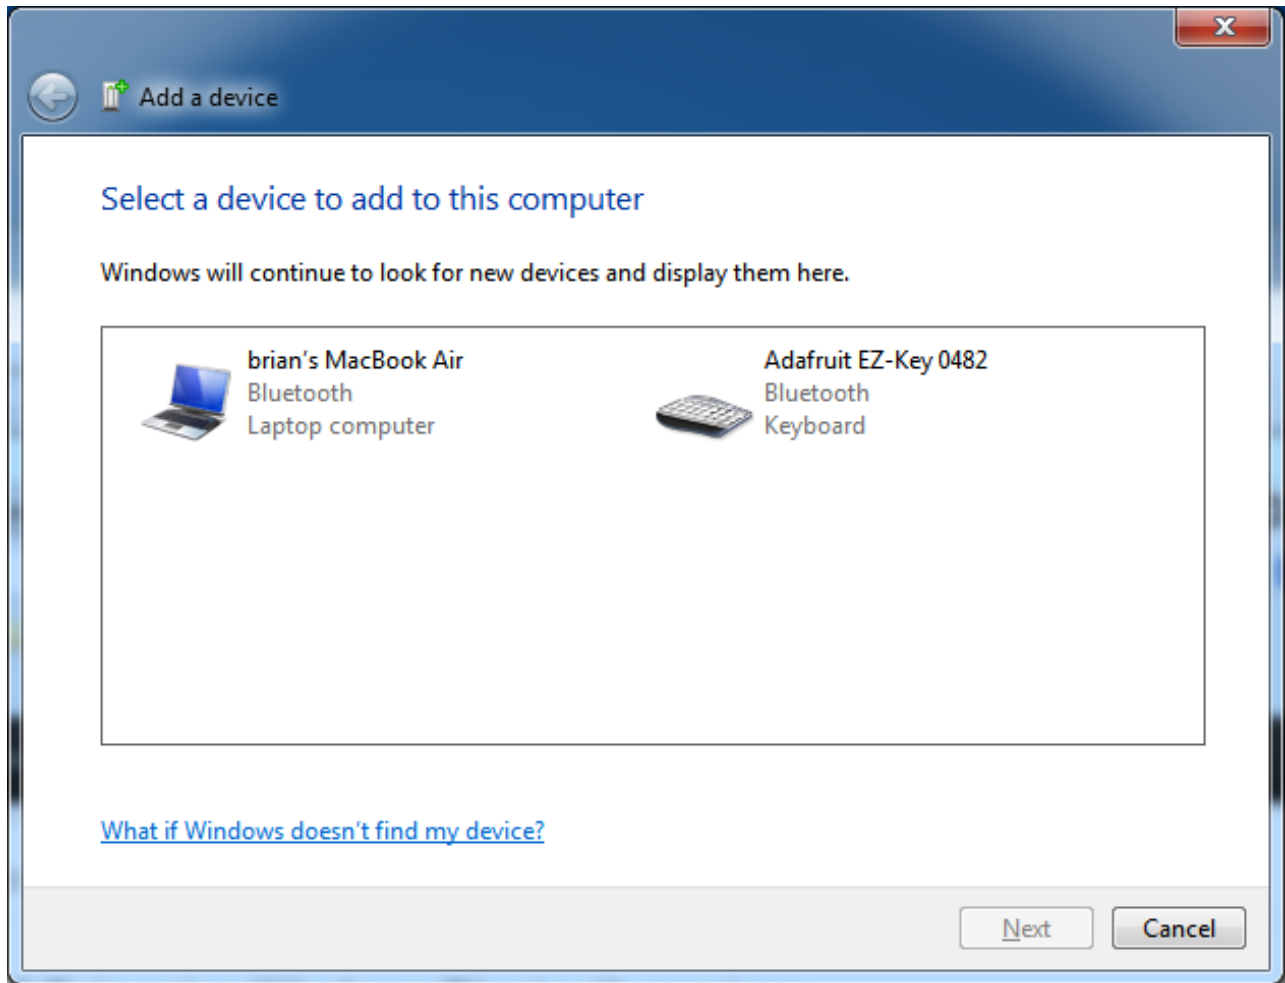 Add a device
Select a device to add to this computer
Windows will continue to look for new devices and display them here.
brian's MacBook Air
Bluetooth
Laptop computer
Adafruit EZ-Key 0482
Bluetooth
Keyboard
What if Windows doesn't find my device?
Next
Cancel